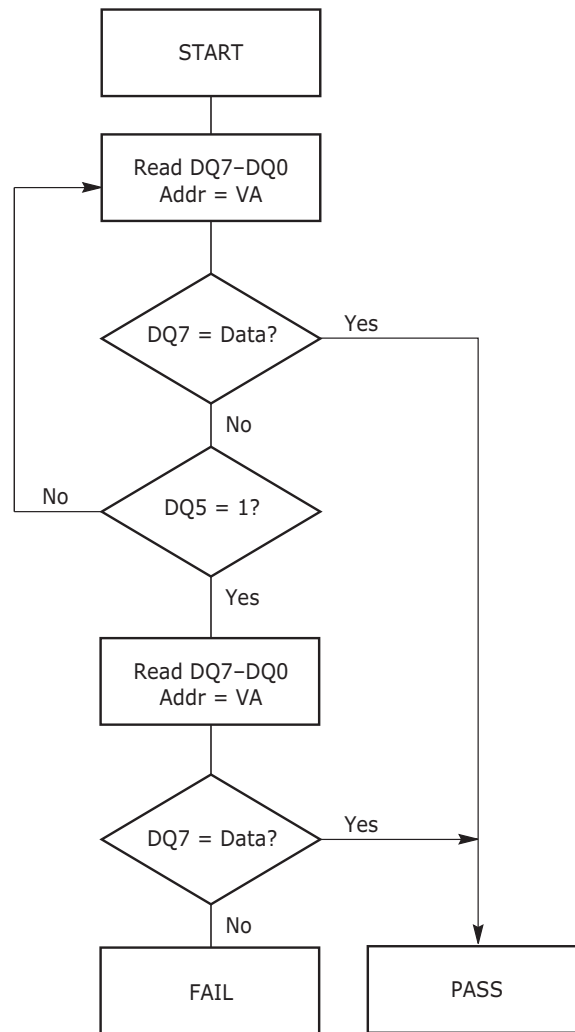 START
Read DQ7–DQ0
Addr = VA
DQ7 = Data?
Yes
No
No
DQ5 = 1?
Yes
Read DQ7–DQ0
Addr = VA
DQ7 = Data?
Yes
No
FAIL
PASS